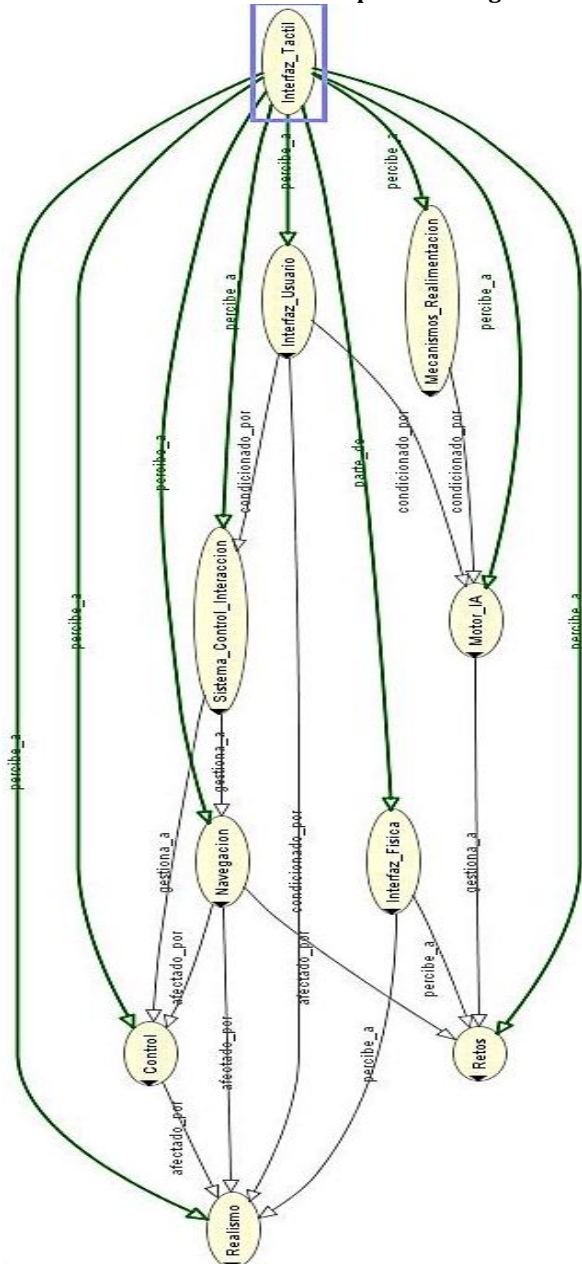 Interfaz_Tactil
percibe_a
percibe_a
Interfaz_Usuario
Mecanismos_Realimentacion
percibe_a
percibe_a
percibe_a
condicionado_por
parte_de
condicionado_por
condicionado_por
Sistema_Control_Interaccion
percibe_a
Motor_IA
percibe_a
percibe_a
gestiona_a
gestiona_a
Navegacion
condicionado_por
Interfaz_Fisica
gestiona_a
afectado_por
afectado_por
percibe_a
Control
afectado_por
percibe_a
Retos
afectado_por
Realismo